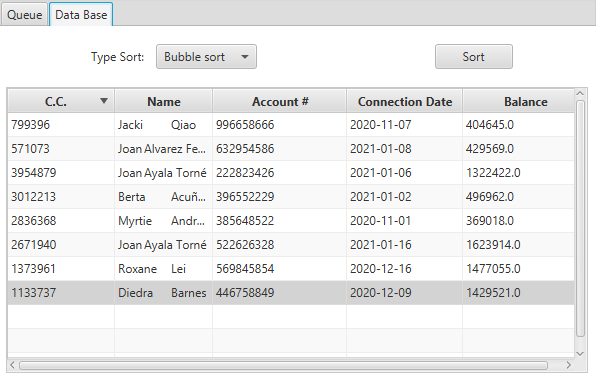 Queue Data Base
Type Sort: Bubble sort Sort
C.C. Name Account # Connection Date Balance
799396 Jacki Qiao 996658666 2020-11-07 404645.0
571073 Joan Alvarez Fe... 632954586 2021-01-08 429569.0
3954879 Joan Ayala Torné 222823426 2021-01-06 1322422.0
3012213 Berta Acuñ... 396552229 2021-01-02 496962.0
2836368 Myrtie Andr... 385648522 2020-11-01 369018.0
2671940 Joan Ayala Torné 522626328 2021-01-16 1623914.0
1373961 Roxane Lei 569845854 2020-12-16 1477055.0
1133737 Diedra Barnes 446758849 2020-12-09 1429521.0